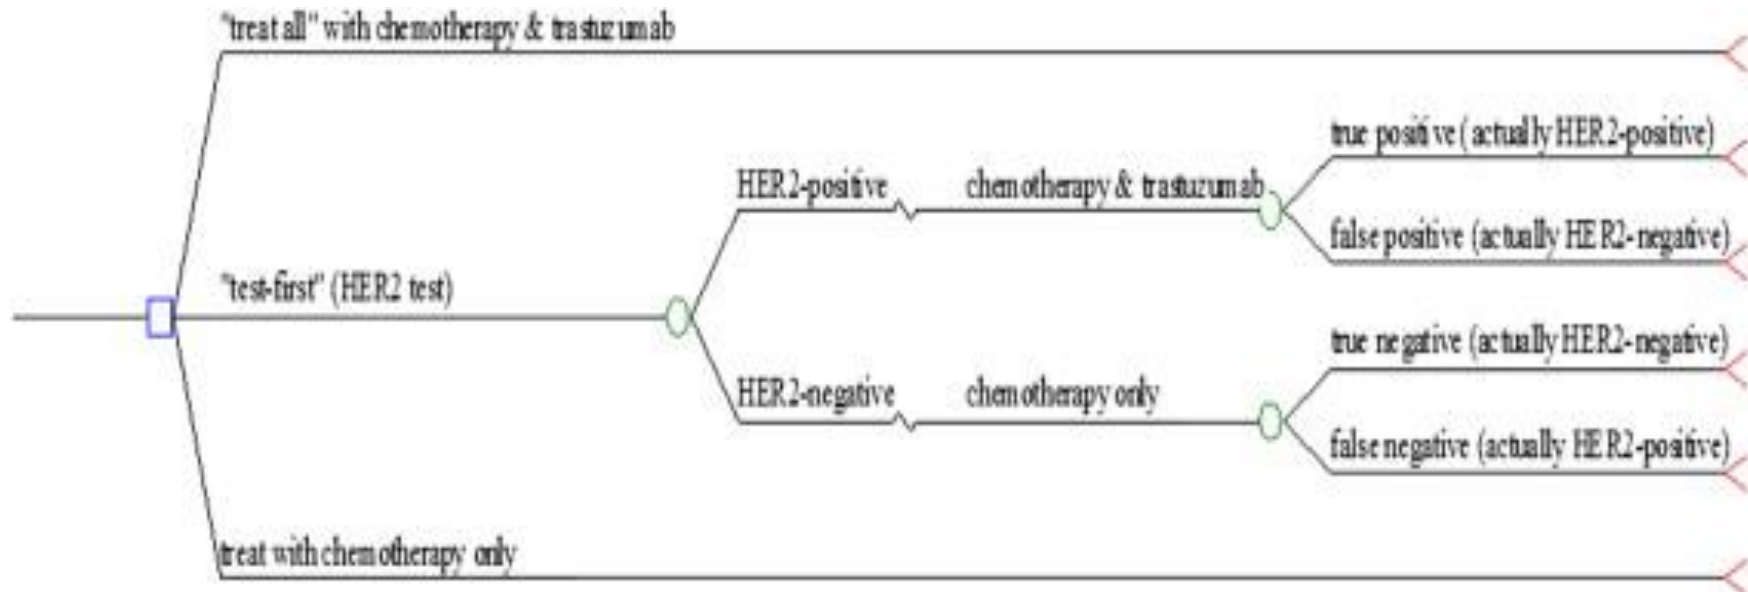 "treat all" with chemotherapy & trastuzumab
true positive (actually HER2-positive)
HER2-positive chemotherapy & trastuzumab
false positive (actually HER2-negative)
"test-first" (HER2 test)
true negative (actually HER2-negative)
HER2-negative chemotherapy only
false negative (actually HER2-positive)
treat with chemotherapy only